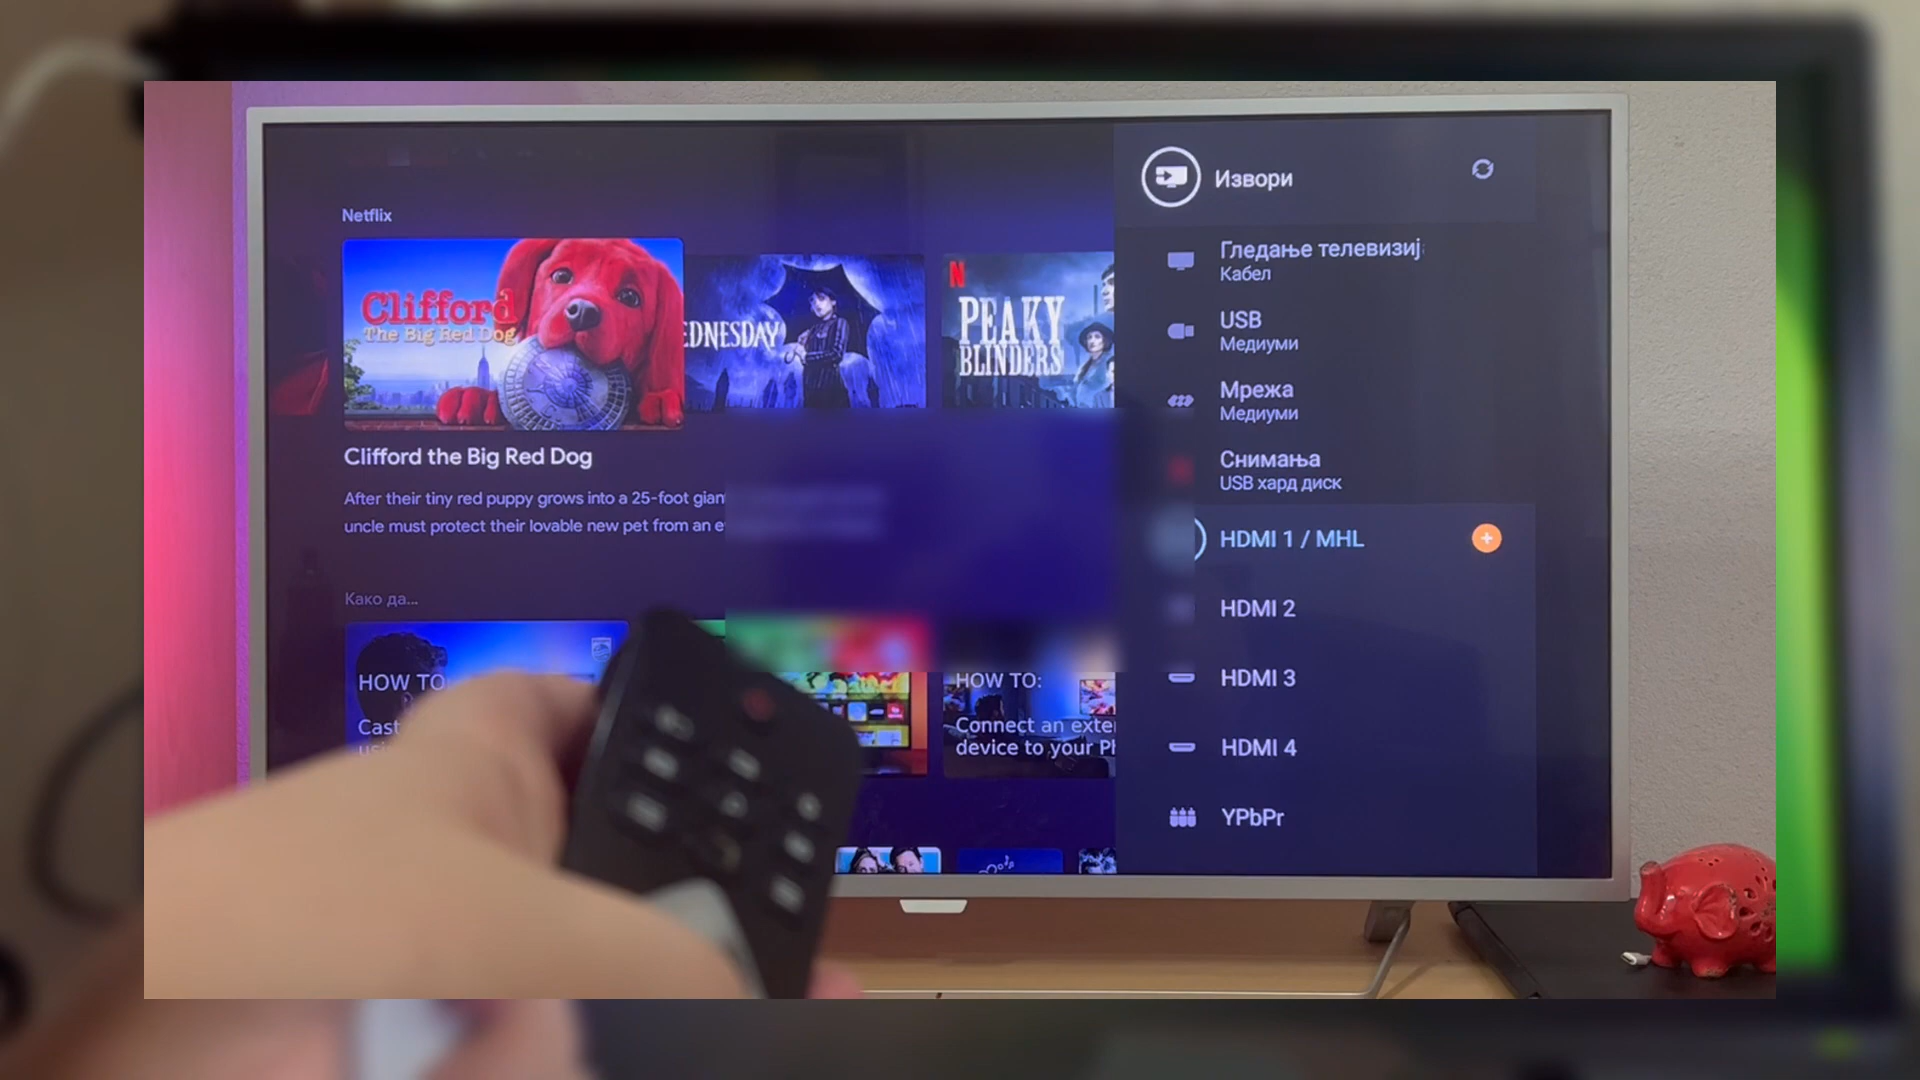 Netflix
Clifford
The Big Red Dog
EDNESDAY
N
PEAKY
BLINDERS
Clifford the Big Red Dog
After their tiny red puppy grows into a 25-foot gian
uncle must protect their lovable new pet from an e
Како да...
HOW TO
Cast
HOW TO:
Connect an exte
device to your Ph
Извори
Гледање телевизиј
Кабел
USB
Медиуми
Мрежа
Медиуми
Снимања
USB хард диск
HDMI 1 / MHL
HDMI 2
HDMI 3
HDMI 4
YPbPr